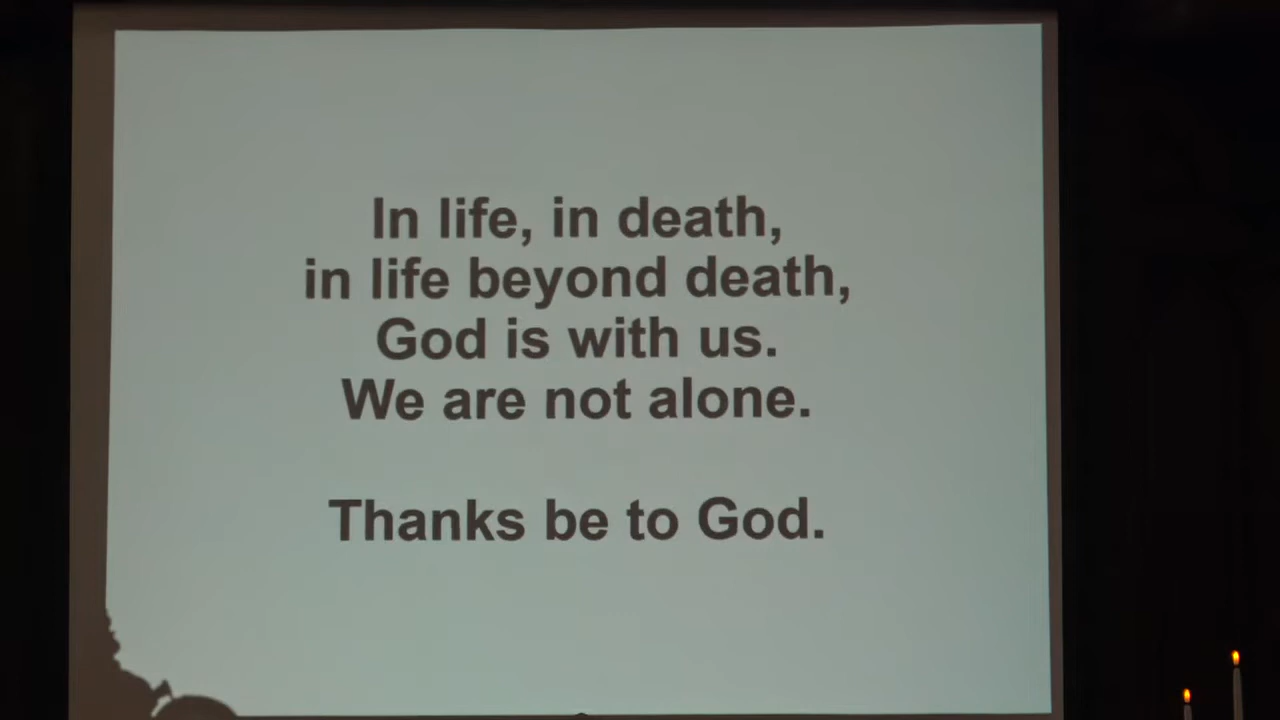 In life, in death,
in life beyond death,
God is with us.
We are not alone.
Thanks be to God.